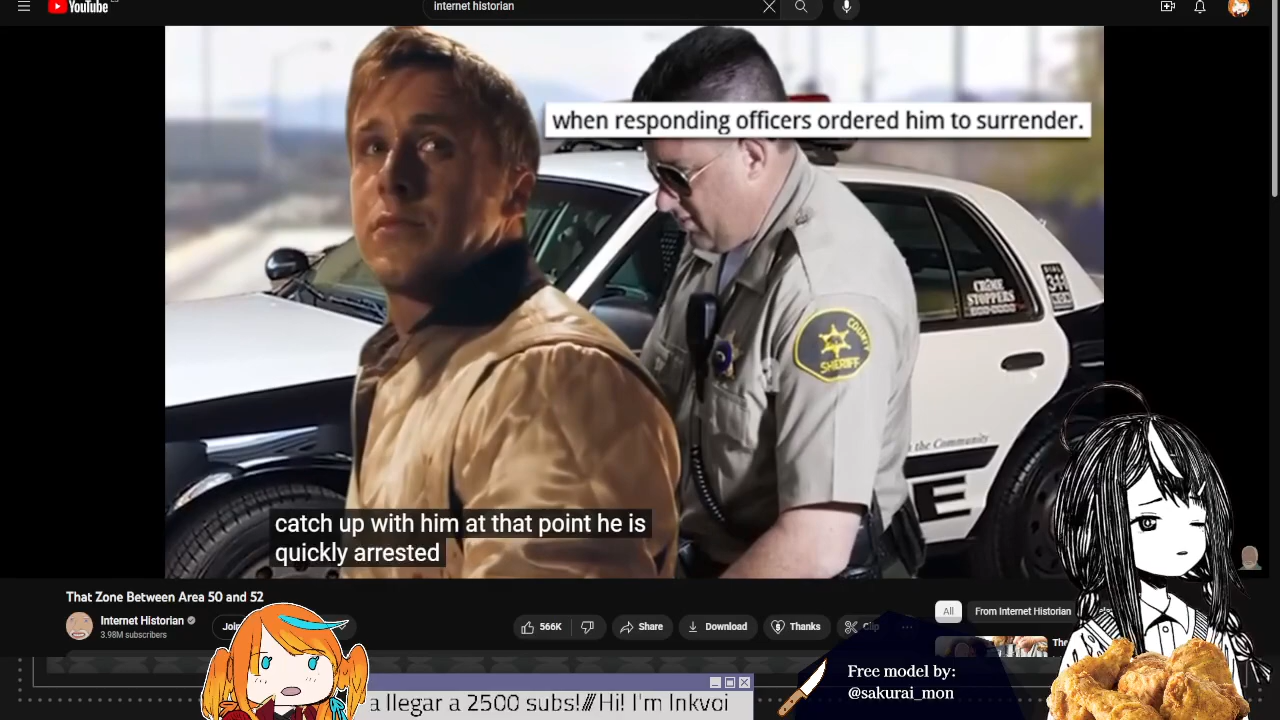 YouTube
internet historian
when responding officers ordered him to surrender.
CRIME
STOPPERS
COUNTY
SHERIFF
the Community
E
catch up with him at that point he is
quickly arrested
That Zone Between Area 50 and 52
Internet Historian
3.98M subscribers
566K
Share
Download
Thanks
Clip
All
From Internet Historian
a llegar a 2500 subs!///Hi! I'm Inkvoi
Free model by:
@sakurai_mon